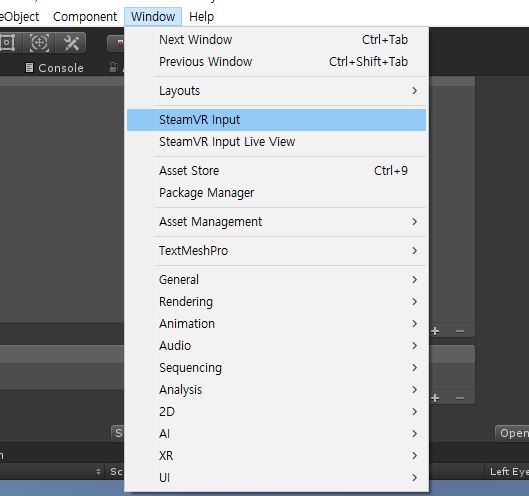 eObject Component Window Help
Next Window Ctrl+Tab
Previous Window Ctrl+Shift+Tab
Console
Layouts
SteamVR Input
SteamVR Input Live View
Asset Store Ctrl+9
Package Manager
Asset Management
TextMeshPro
General
Rendering
Animation
Audio
Sequencing
Analysis
2D
AI
XR
UI
Open
Left Eye